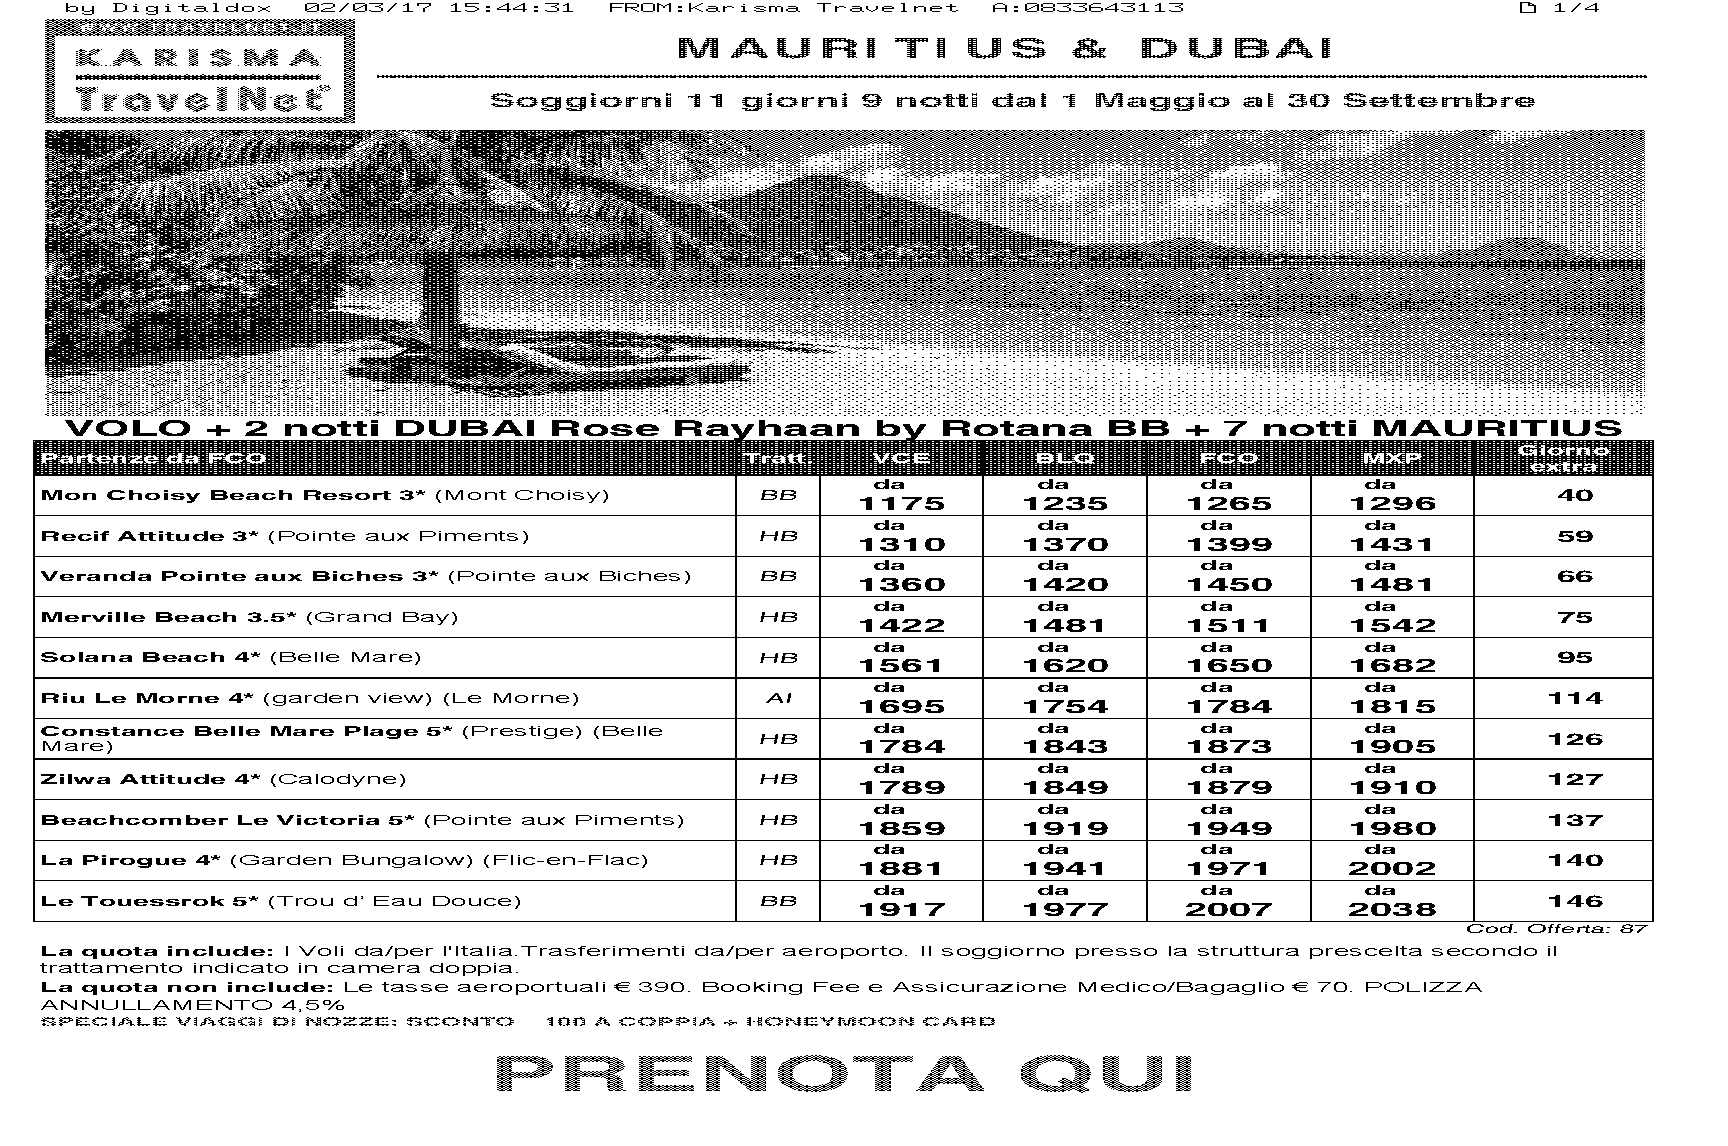 by Digitaldox 02/03/17 15:44:31 FROM:Karisma Travelnet A:0833643113 1/4
KARISMA
TravelNet®
MAURITIUS & DUBAI
Soggiorni 11 giorni 9 notti dal 1 Maggio al 30 Settembre
VOLO + 2 notti DUBAI Rose Rayhaan by Rotana BB + 7 notti MAURITIUS
Partenze da FCO Tratt. VCE BLQ FCO MXP Giorno extra
Mon Choisy Beach Resort 3* (Mont Choisy) BB da 1175 da 1235 da 1265 da 1296 40
Recif Attitude 3* (Pointe aux Piments) HB da 1310 da 1370 da 1399 da 1431 59
Veranda Pointe aux Biches 3* (Pointe aux Biches) BB da 1360 da 1420 da 1450 da 1481 66
Merville Beach 3.5* (Grand Bay) HB da 1422 da 1481 da 1511 da 1542 75
Solana Beach 4* (Belle Mare) HB da 1561 da 1620 da 1650 da 1682 95
Riu Le Morne 4* (garden view) (Le Morne) AI da 1695 da 1754 da 1784 da 1815 114
Constance Belle Mare Plage 5* (Prestige) (Belle Mare) HB da 1784 da 1843 da 1873 da 1905 126
Zilwa Attitude 4* (Calodyne) HB da 1789 da 1849 da 1879 da 1910 127
Beachcomber Le Victoria 5* (Pointe aux Piments) HB da 1859 da 1919 da 1949 da 1980 137
La Pirogue 4* (Garden Bungalow) (Flic-en-Flac) HB da 1881 da 1941 da 1971 da 2002 140
Le Touessrok 5* (Trou d' Eau Douce) BB da 1917 da 1977 da 2007 da 2038 146
Cod. Offerta: 87
La quota include: I Voli da/per l'Italia.Trasferimenti da/per aeroporto. Il soggiorno presso la struttura prescelta secondo il
trattamento indicato in camera doppia.
La quota non include: Le tasse aeroportuali € 390. Booking Fee e Assicurazione Medico/Bagaglio € 70. POLIZZA
ANNULLAMENTO 4,5%
SPECIALE VIAGGI DI NOZZE: SCONTO 100 A COPPIA + HONEYMOON CARD
PRENOTA QUI